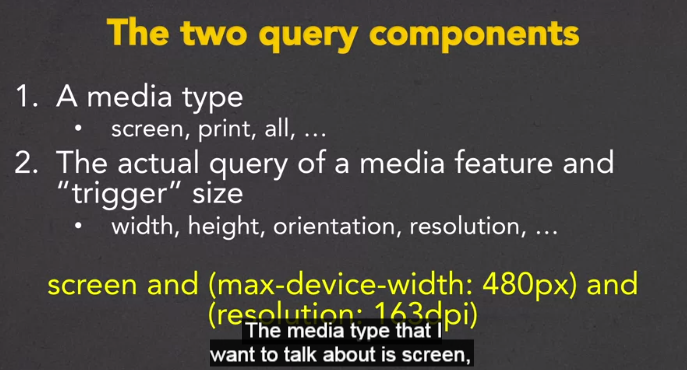 The two query components
1. A media type
• screen, print, all, ...
2. The actual query of a media feature and
“trigger” size
• width, height, orientation, resolution, ...
screen and (max-device-width: 480px) and
(resolution: 163dpi)
The media type that I
want to talk about is screen,